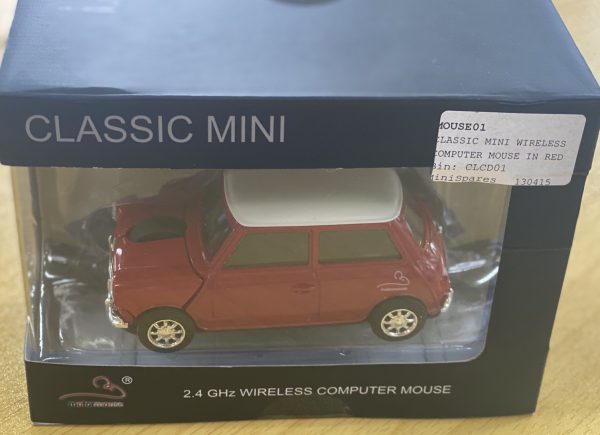 CLASSIC MINI
MOUSE01
CLASSIC MINI WIRELESS
COMPUTER MOUSE IN RED
Bin: CLCD01
MiniSpares 130415
®
2.4 GHz WIRELESS COMPUTER MOUSE